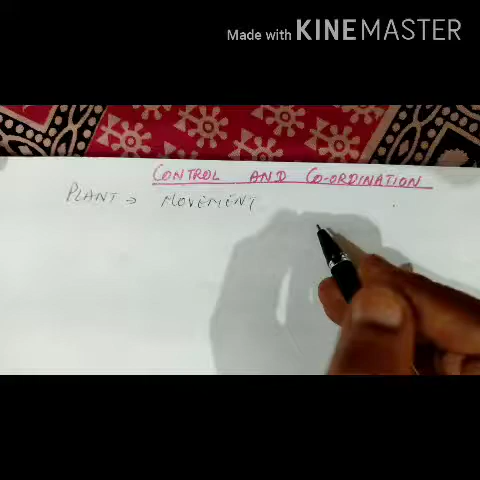 Made with KINEMASTER
CONTROL AND CO-ORDINATION
PLANT → MOVEMENT